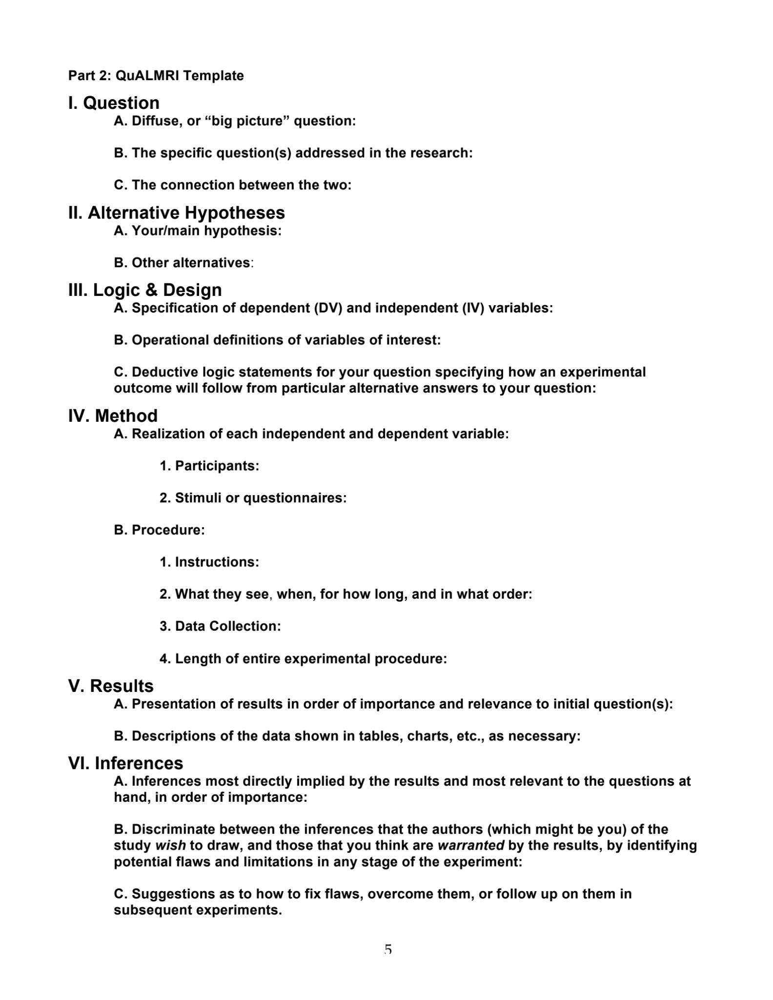 Part 2: QuALMRI Template
I. Question
A. Diffuse, or “big picture” question:
B. The specific question(s) addressed in the research:
C. The connection between the two:
II. Alternative Hypotheses
A. Your/main hypothesis:
B. Other alternatives:
III. Logic & Design
A. Specification of dependent (DV) and independent (IV) variables:
B. Operational definitions of variables of interest:
C. Deductive logic statements for your question specifying how an experimental
outcome will follow from particular alternative answers to your question:
IV. Method
A. Realization of each independent and dependent variable:
1. Participants:
2. Stimuli or questionnaires:
B. Procedure:
1. Instructions:
2. What they see, when, for how long, and in what order:
3. Data Collection:
4. Length of entire experimental procedure:
V. Results
A. Presentation of results in order of importance and relevance to initial question(s):
B. Descriptions of the data shown in tables, charts, etc., as necessary:
VI. Inferences
A. Inferences most directly implied by the results and most relevant to the questions at
hand, in order of importance:
B. Discriminate between the inferences that the authors (which might be you) of the
study wish to draw, and those that you think are warranted by the results, by identifying
potential flaws and limitations in any stage of the experiment:
C. Suggestions as to how to fix flaws, overcome them, or follow up on them in
subsequent experiments.
5